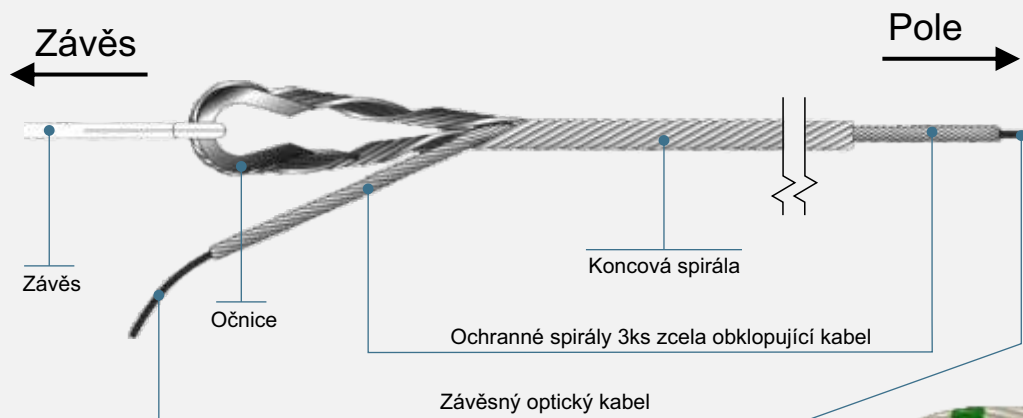 Závěs
Pole
Závěs
Očnice
Koncová spirála
Ochranné spirály 3ks zcela obklopující kabel
Závěsný optický kabel